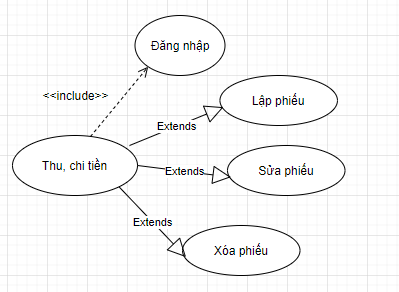 Đăng nhập
<<include>>
Lập phiếu
Extends
Thu, chi tiền
Extends
Sửa phiếu
Extends
Xóa phiếu